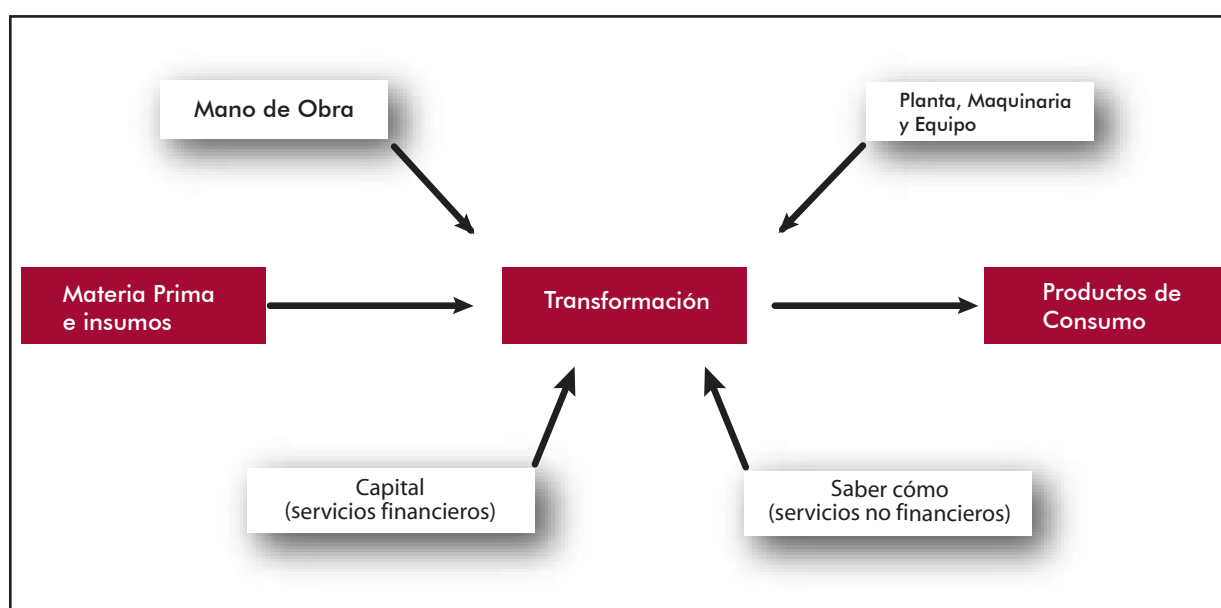 Mano de Obra
Planta, Maquinaria
y Equipo
Materia Prima
e insumos
Transformación
Productos de
Consumo
Capital
(servicios financieros)
Saber cómo
(servicios no financieros)